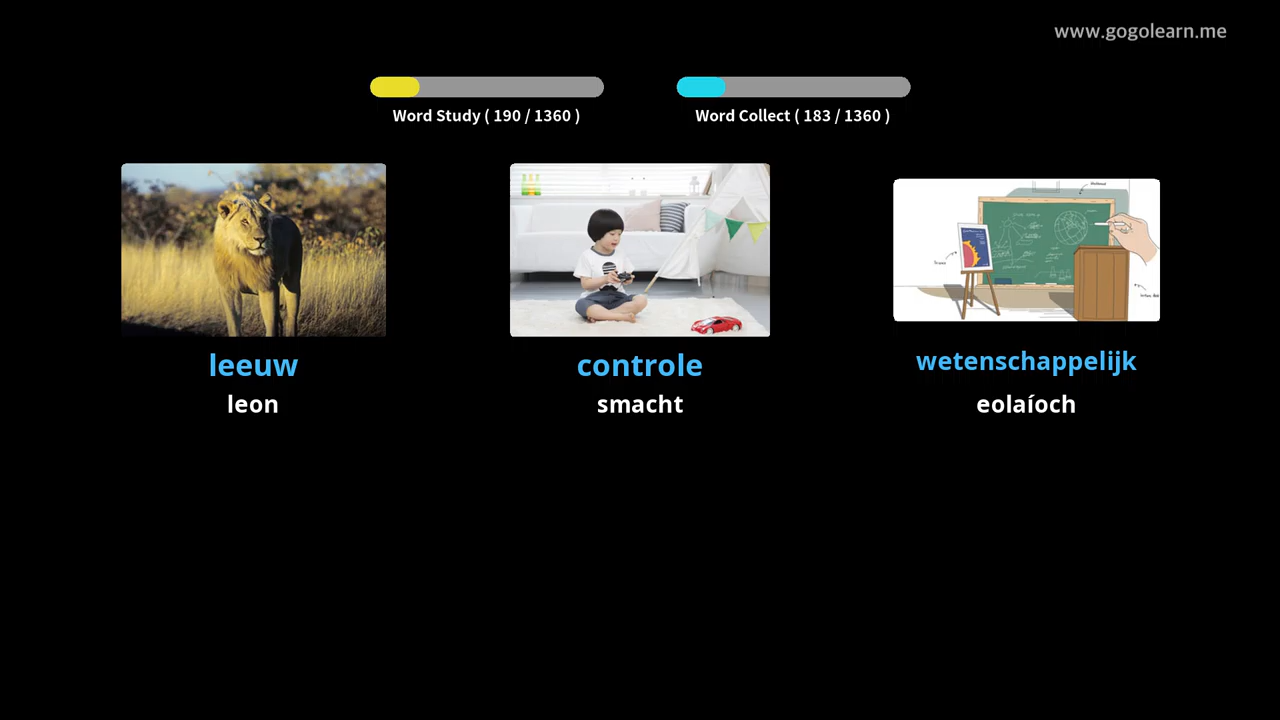 www.gogolearn.me
Word Study ( 190 / 1360 )
Word Collect ( 183 / 1360 )
leeuw
controle
wetenschappelijk
leon
smacht
eolaíoch